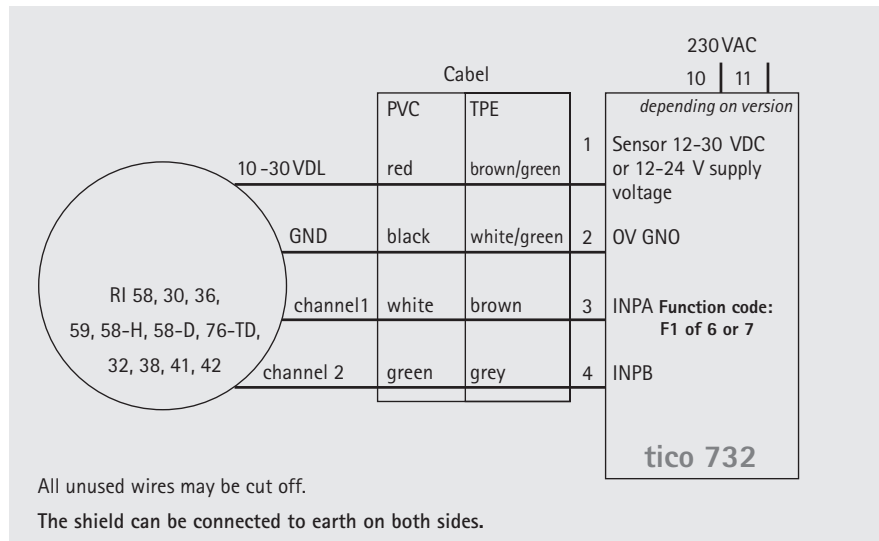 230 VAC
10 11
Cabel
PVC TPE
depending on version
1 Sensor 12-30 VDC
or 12-24 V supply
voltage
10 -30 VDL red brown/green
GND black white/green 2 OV GNO
RI 58, 30, 36,
59, 58-H, 58-D, 76-TD,
32, 38, 41, 42
channel1 white brown 3 INPA Function code:
F1 of 6 or 7
channel 2 green grey 4 INPB
tico 732
All unused wires may be cut off.
The shield can be connected to earth on both sides.